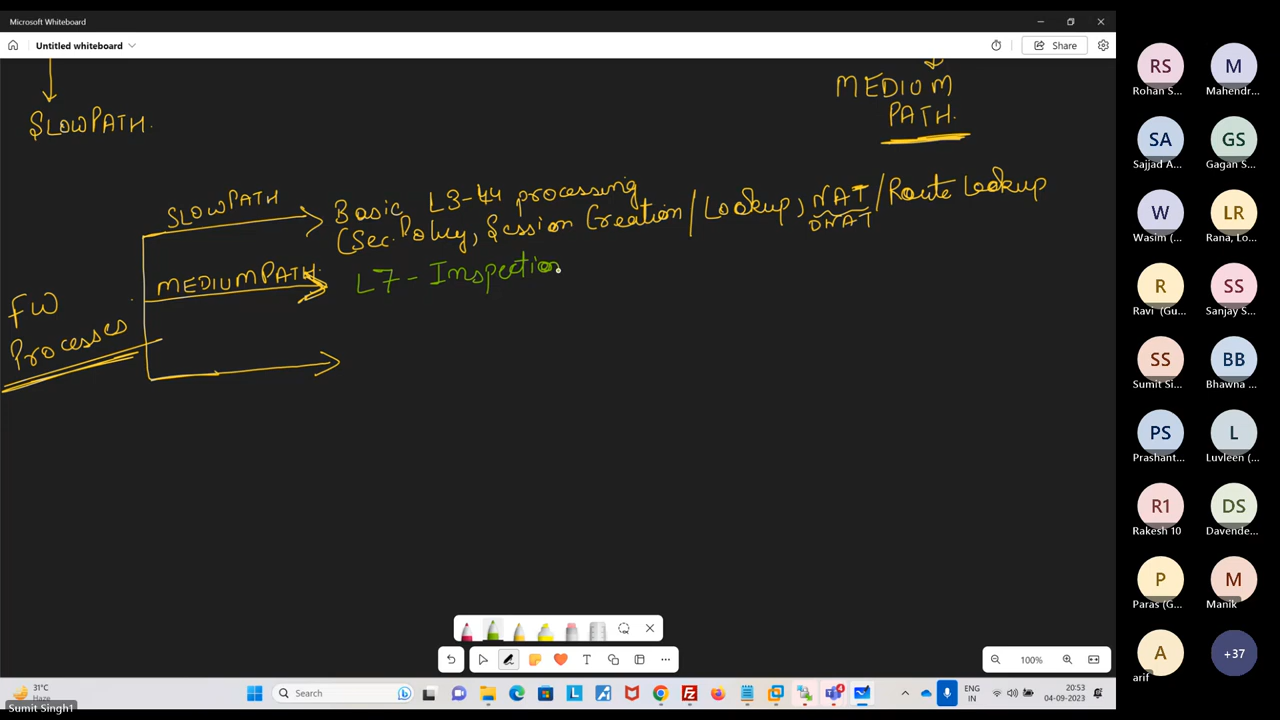 Microsoft Whiteboard
Untitled whiteboard
Share
SLOWPATH.
MEDIUM
PATH.
SLOWPATH
Basic L3-44 processing
(Sec. Policy, Session Creation / Lookup, NAT / Route Lookup
DNAT
MEDIUMPATH.
L7 - Inspection
FW
Processes
100%
RS
Rohan S...
M
Mahendr...
SA
Sajjad A...
GS
Gagan S...
W
Wasim (...
LR
Rana, Lo...
R
Ravi (Gu...
SS
Sanjay S...
SS
Sumit Si...
BB
Bhawna ...
PS
Prashant...
L
Luvleen (...
R1
Rakesh 10
DS
Davende...
P
Paras (G...
M
Manik
A
arif
+37
31°C
Haze
Search
4
ENG
IN
20:53
04-09-2023
Sumit Singh1